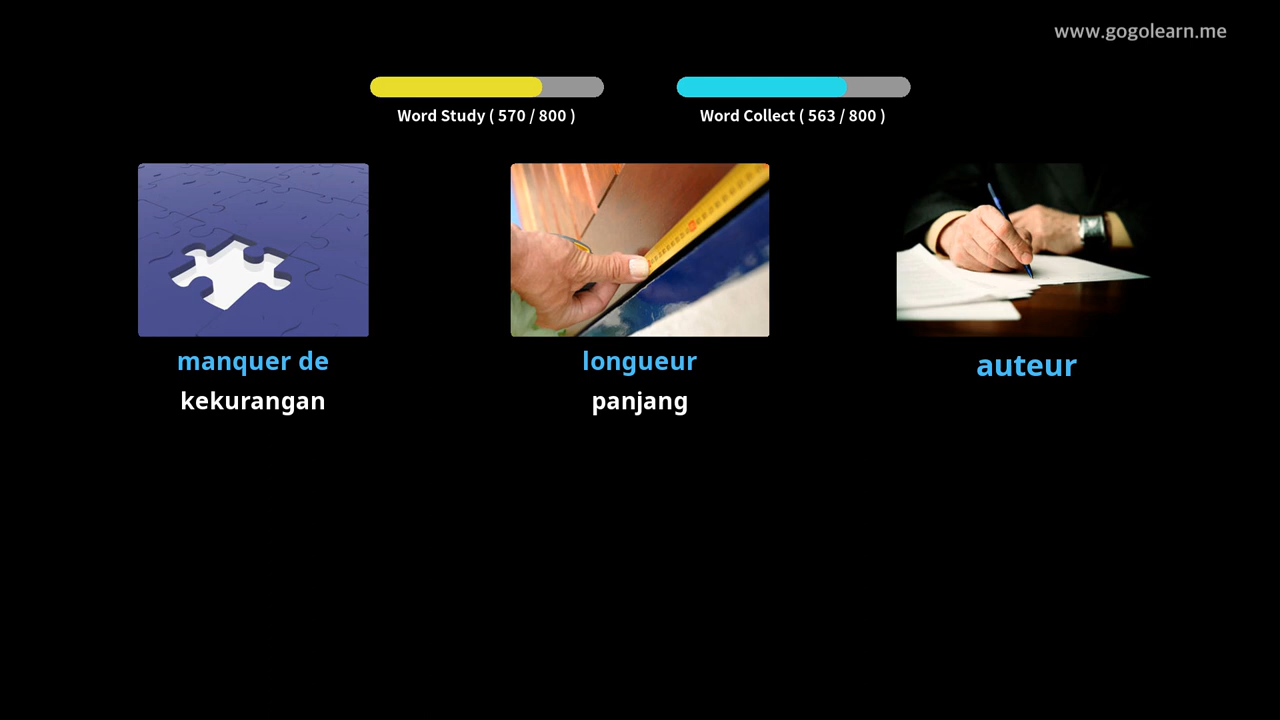 www.gogolearn.me
Word Study ( 570 / 800 )
Word Collect ( 563 / 800 )
manquer de
kekurangan
longueur
panjang
auteur